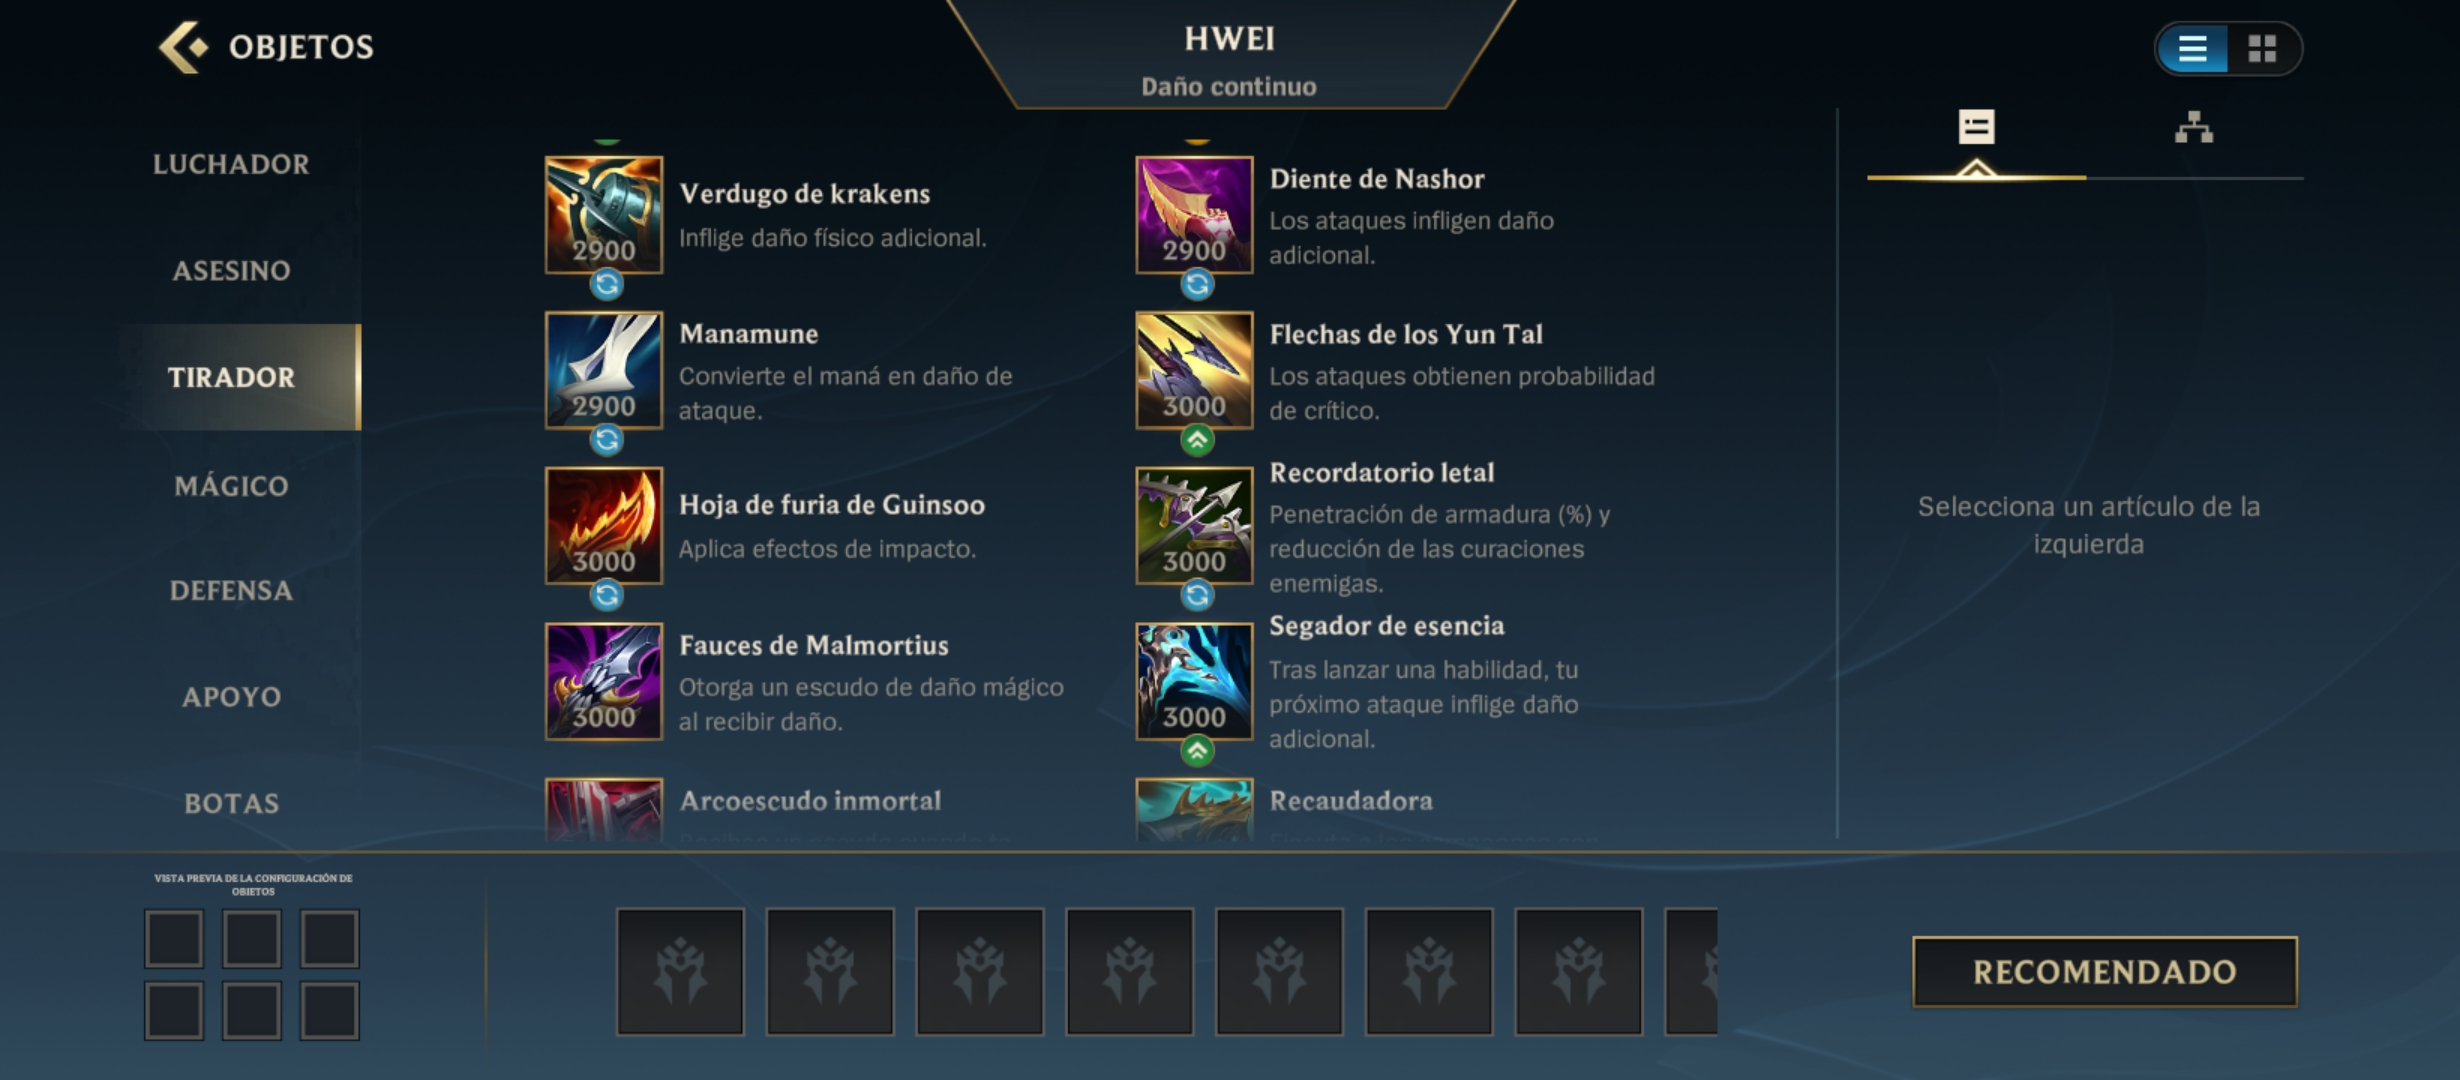 OBJETOS
HWEI
Daño continuo
LUCHADOR
ASESINO
TIRADOR
MÁGICO
DEFENSA
APOYO
BOTAS
2900
Verdugo de krakens
Inflige daño físico adicional.
2900
Diente de Nashor
Los ataques infligen daño
adicional.
2900
Manamune
Convierte el maná en daño de
ataque.
3000
Flechas de los Yun Tal
Los ataques obtienen probabilidad
de crítico.
3000
Hoja de furia de Guinsoo
Aplica efectos de impacto.
3000
Recordatorio letal
Penetración de armadura (%) y
reducción de las curaciones
enemigas.
3000
Fauces de Malmortius
Otorga un escudo de daño mágico
al recibir daño.
3000
Segador de esencia
Tras lanzar una habilidad, tu
próximo ataque inflige daño
adicional.
Arcoescudo inmortal
Recaudadora
Selecciona un artículo de la
izquierda
VISTA PREVIA DE LA CONFIGURACIÓN DE
OBJETOS
RECOMENDADO